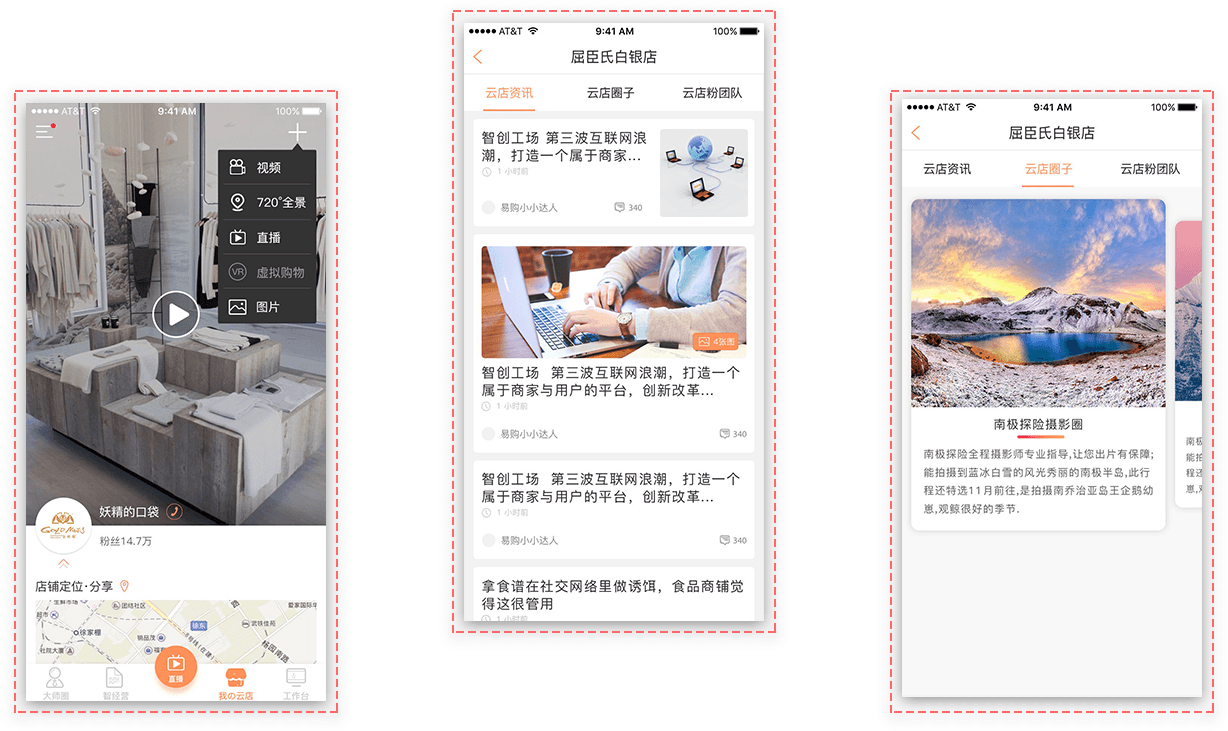 AT&T 9:41 AM 100%
视频
720°全景
直播
VR 虚拟购物
图片
妖精的口袋
粉丝14.7万
店铺定位·分享
团结社区
爱家国际
超市
徐家棚
徐东
武铁佳苑
销品茂
社院大厦
杨园南路
大师圈
智经营
直播
我の云店
工作台
AT&T 9:41 AM 100%
屈臣氏白银店
云店资讯 云店圈子 云店粉团队
智创工场 第三波互联网浪
潮，打造一个属于商家...
1 小时前
易购小小达人 340
4张图
智创工场 第三波互联网浪潮，打造一个
属于商家与用户的平台，创新改革...
1 小时前
易购小小达人 340
智创工场 第三波互联网浪潮，打造一个
属于商家与用户的平台，创新改革...
1 小时前
易购小小达人 340
拿食谱在社交网络里做诱饵，食品商铺觉
得这很管用
1 小时前
AT&T 9:41 AM 100%
屈臣氏白银店
云店资讯 云店圈子 云店粉团队
南极探险摄影圈
南极探险全程摄影师专业指导,让您出片有保障;
能拍摄到蓝冰白雪的风光秀丽的南极半岛,此行
程还特选11月前往,是拍摄南乔治亚岛王企鹅幼
崽,观鲸很好的季节.
南极
能拍
程还
崽,观